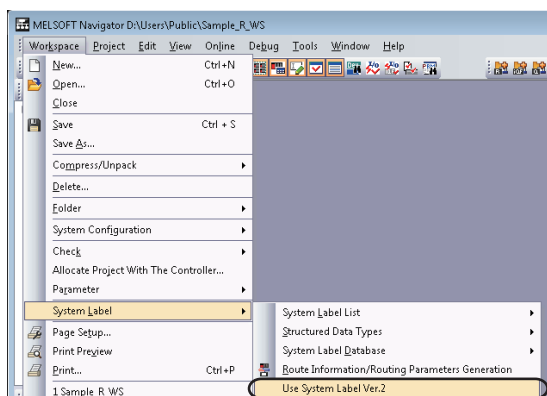 MELSOFT Navigator D:\Users\Public\Sample_R_WS
Workspace Project Edit View Online Debug Tools Window Help
New... Ctrl+N
Open... Ctrl+O
Close
Save Ctrl + S
Save As...
Compress/Unpack
Delete...
Folder
System Configuration
Check
Allocate Project With The Controller...
Parameter
System Label
System Label List
Page Setup...
Structured Data Types
Print Preview
System Label Database
Print... Ctrl+P
Route Information/Routing Parameters Generation
1 Sample_R_WS
Use System Label Ver.2